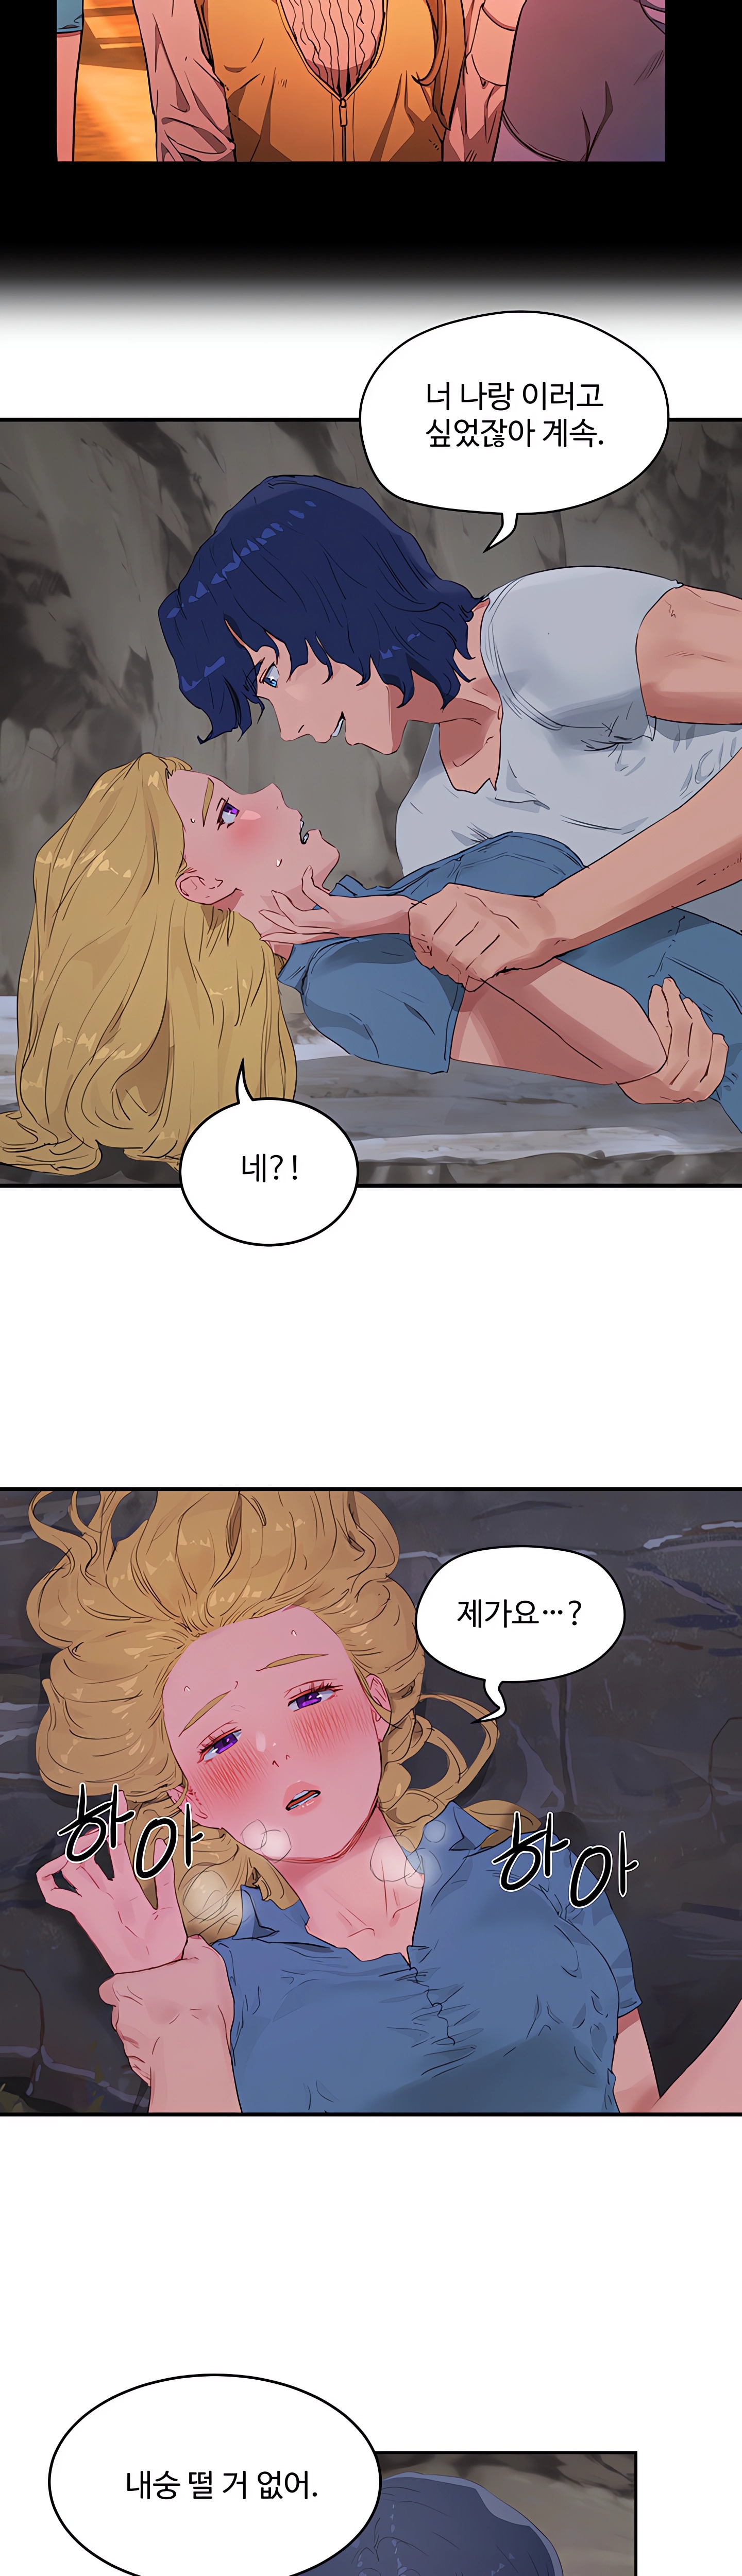 너 나랑 이러고
싶었잖아 계속.
네?!
제가요…?
하아
하아
내숭 떨 거 없어.